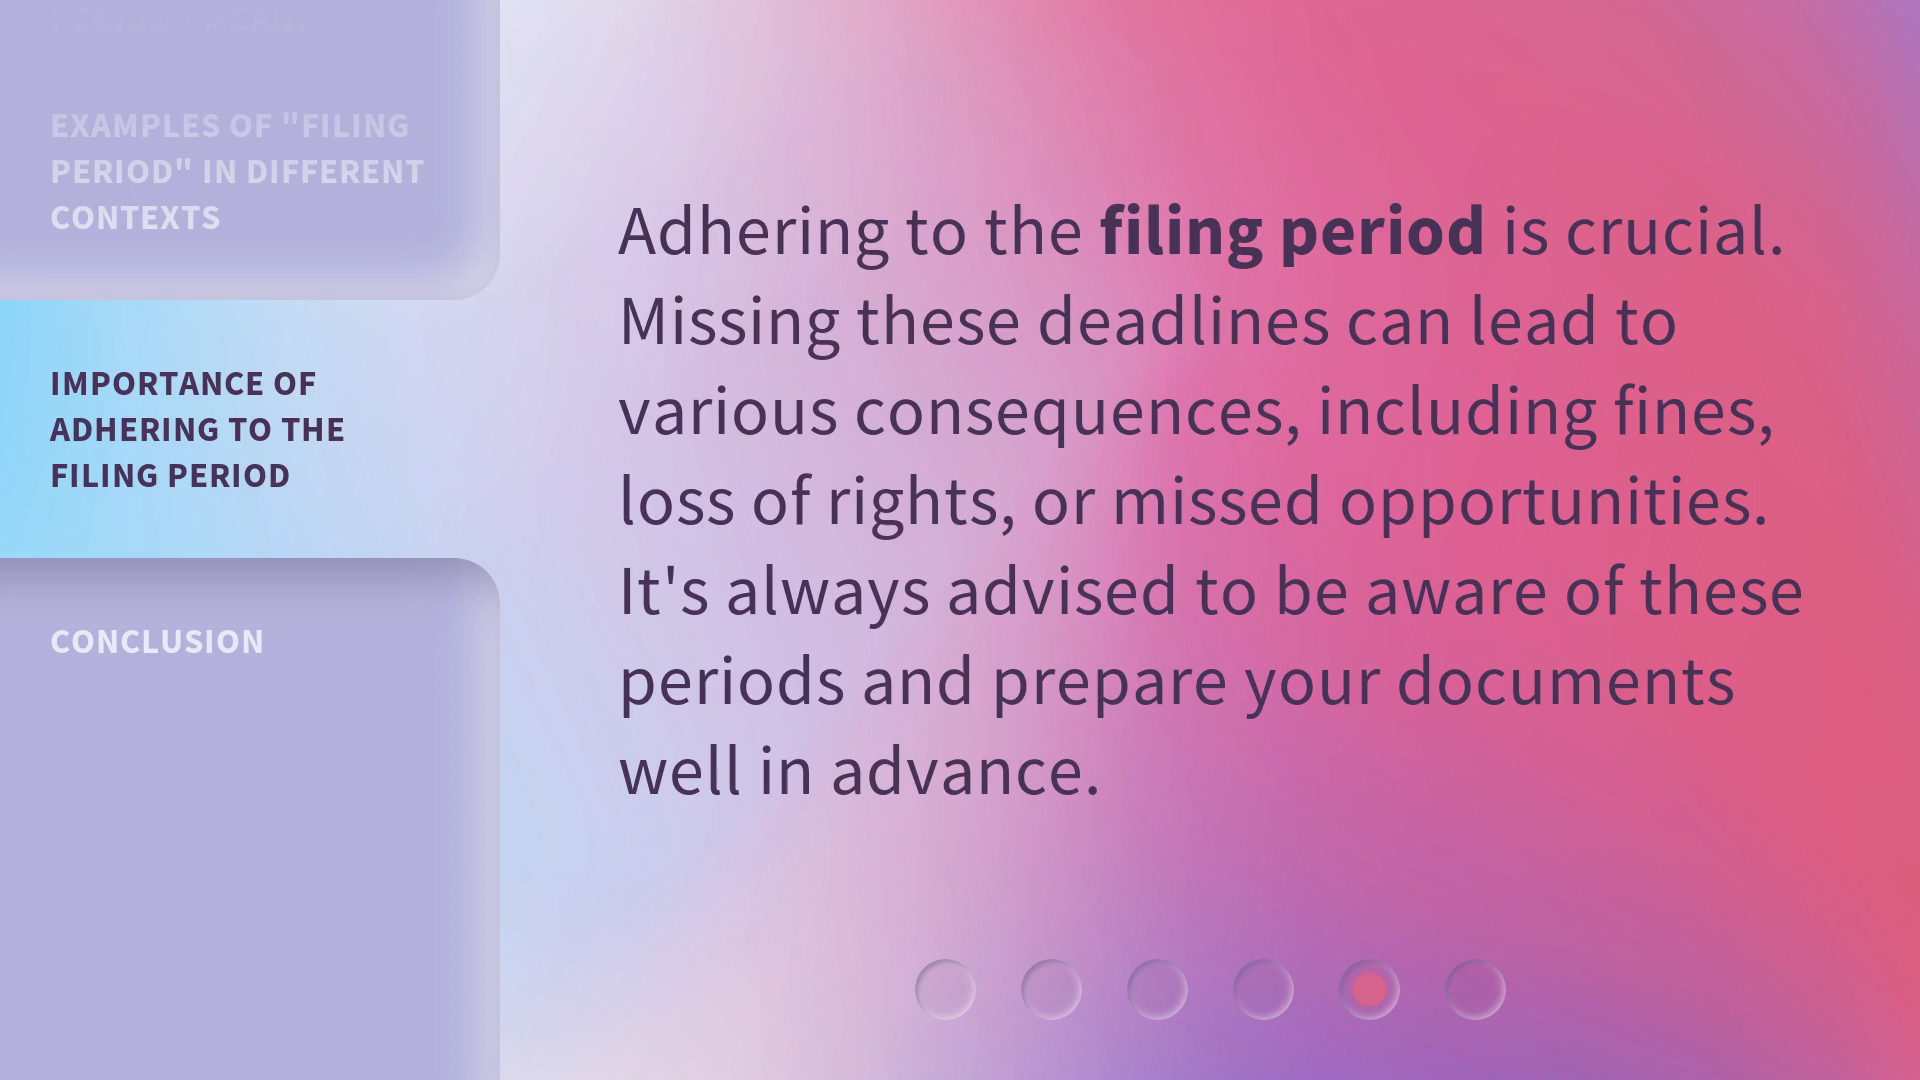 PERIOD" MEANT
EXAMPLES OF "FILING
PERIOD" IN DIFFERENT
CONTEXTS
IMPORTANCE OF
ADHERING TO THE
FILING PERIOD
CONCLUSION
Adhering to the filing period is crucial.
Missing these deadlines can lead to
various consequences, including fines,
loss of rights, or missed opportunities.
It's always advised to be aware of these
periods and prepare your documents
well in advance.